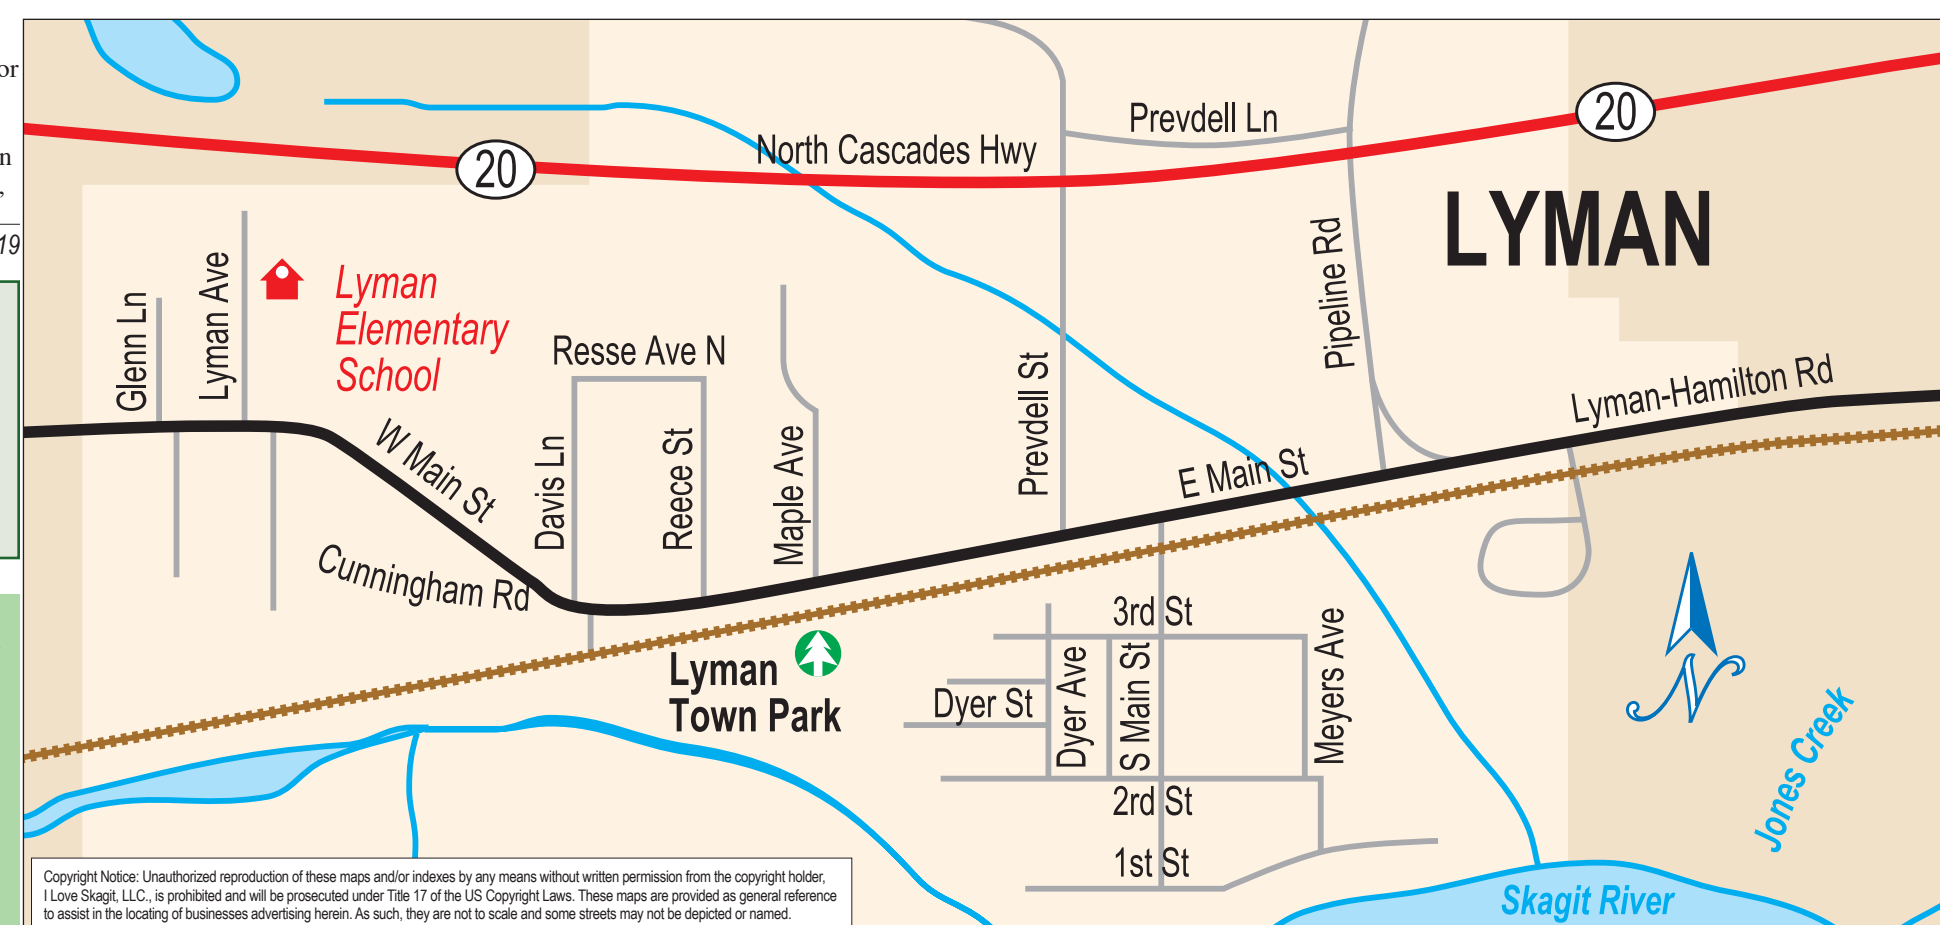 or
n
,
19
20
North Cascades Hwy
Prevdell Ln
20
LYMAN
Glenn Ln
Lyman Ave
Lyman
Elementary
School
Resse Ave N
Pipeline Rd
Prevdell St
Lyman-Hamilton Rd
W Main St
Davis Ln
Reece St
Maple Ave
E Main St
Cunningham Rd
Lyman
Town Park
3rd St
Dyer St
Dyer Ave
S Main St
Meyers Ave
N
2rd St
1st St
Jones Creek
Skagit River
Copyright Notice: Unauthorized reproduction of these maps and/or indexes by any means without written permission from the copyright holder,
I Love Skagit, LLC., is prohibited and will be prosecuted under Title 17 of the US Copyright Laws. These maps are provided as general reference
to assist in the locating of businesses advertising herein. As such, they are not to scale and some streets may not be depicted or named.